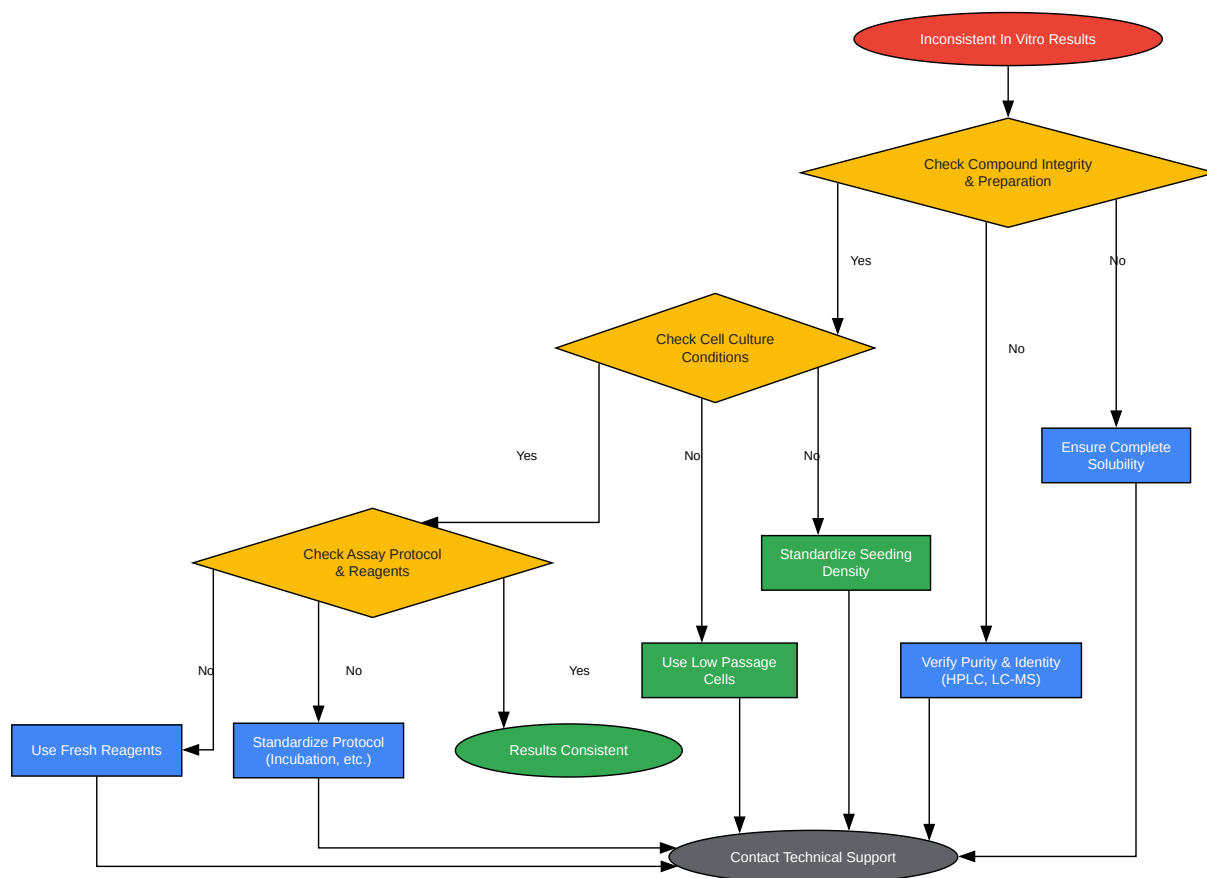 Inconsistent In Vitro Results
Check Compound Integrity
& Preparation
Yes
No
No
Check Cell Culture
Conditions
Yes
No
No
Ensure Complete
Solubility
Check Assay Protocol
& Reagents
Standardize Seeding
Density
No
No
Yes
Use Low Passage
Cells
Verify Purity & Identity
(HPLC, LC-MS)
Use Fresh Reagents
Standardize Protocol
(Incubation, etc.)
Results Consistent
Contact Technical Support